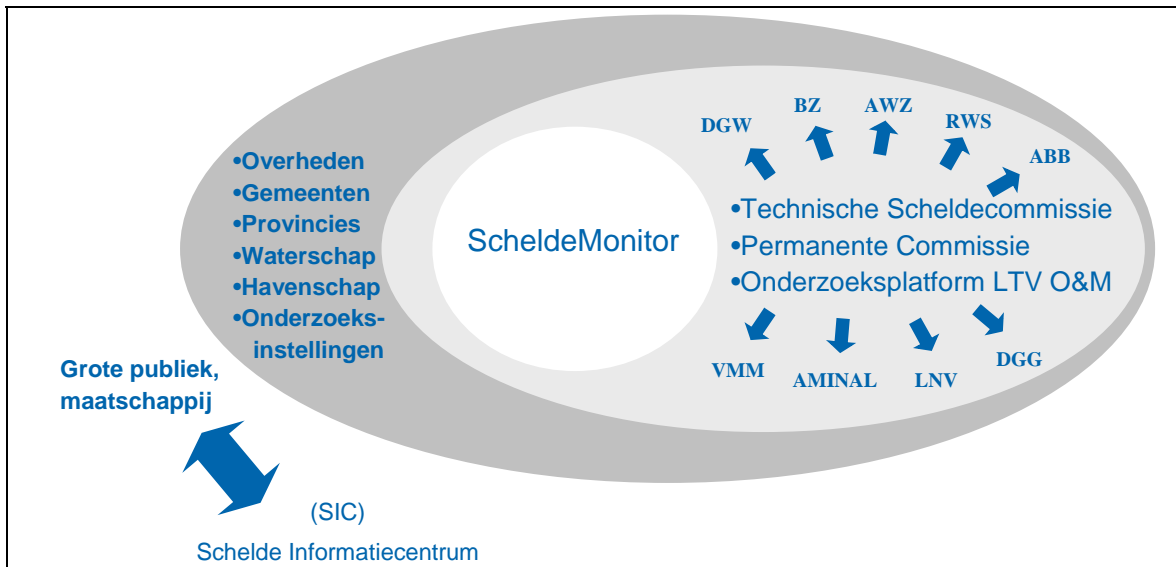 BZ
AWZ
DGW
RWS
ABB
•Overheden
•Gemeenten
•Provincies
•Waterschap
•Havenschap
•Onderzoeks-
instellingen
ScheldeMonitor
•Technische Scheldecommissie
•Permanente Commissie
•Onderzoeksplatform LTV O&M
VMM
AMINAL
LNV
DGG
Grote publiek,
maatschappij
(SIC)
Schelde Informatiecentrum